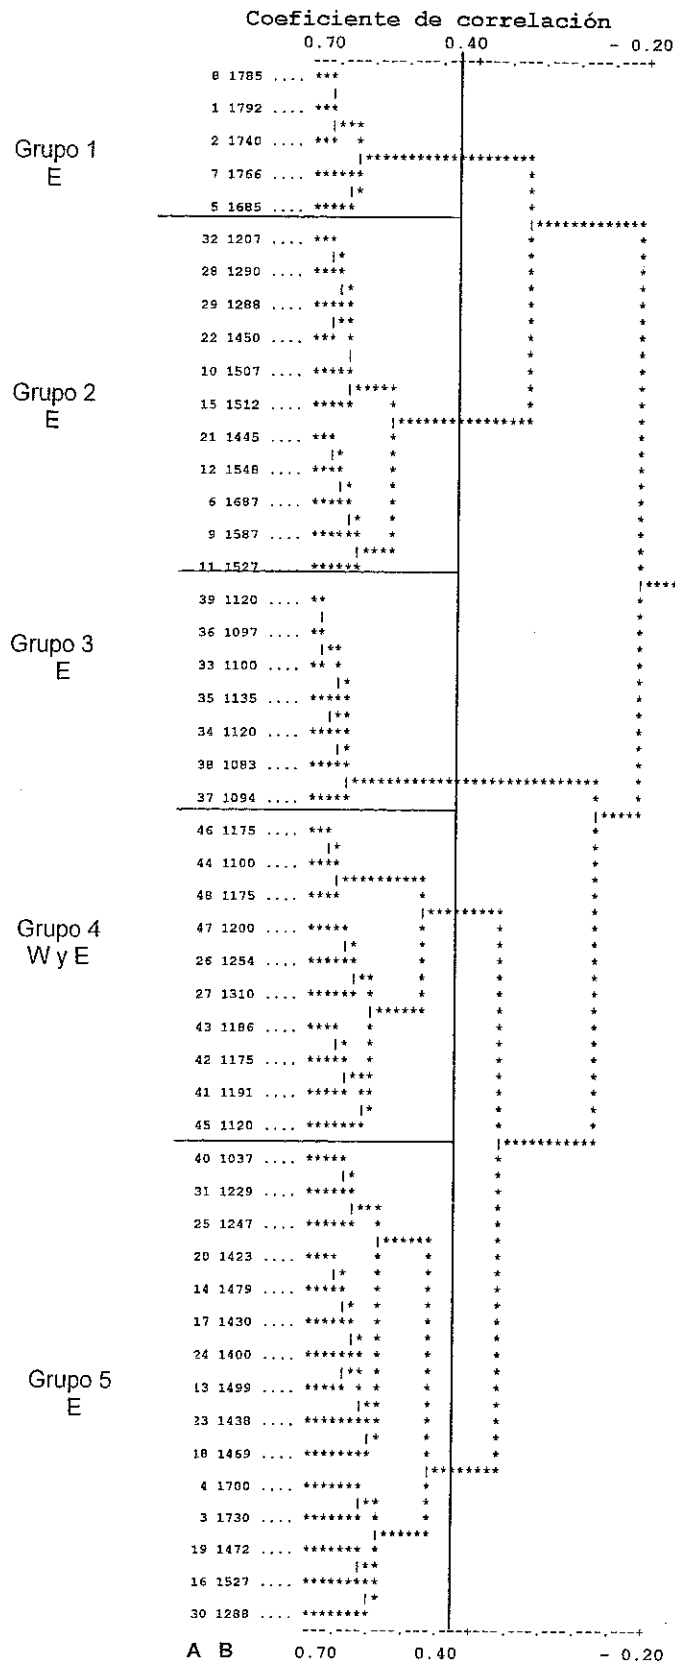 Coeficiente de correlación
0.70 0.40 - 0.20
8 1785 .... ***
1 1792 .... ***
2 1740 .... ***
Grupo 1
E
7 1766 .... ******
5 1685 .... *****
32 1207 .... ***
28 1290 .... ****
29 1288 .... *****
22 1450 .... ***
10 1507 .... *****
Grupo 2
E
15 1512 .... *****
21 1445 .... ***
12 1548 .... ****
6 1687 .... *****
9 1587 .... ******
11 1527 .... ******
39 1120 .... **
36 1097 .... **
Grupo 3
E
33 1100 .... **
35 1135 .... *****
34 1120 .... *****
38 1083 .... *****
37 1094 .... *****
46 1175 .... ***
44 1100 .... ****
48 1175 .... ****
Grupo 4
W y E
47 1200 .... *****
26 1254 .... ******
27 1310 .... ******
43 1186 .... ****
42 1175 .... *****
41 1191 .... *****
45 1120 .... *******
40 1037 .... *****
31 1229 .... ******
25 1247 .... ******
20 1423 .... ****
14 1479 .... *****
17 1430 .... ******
24 1400 .... *******
Grupo 5
E
13 1499 .... *****
23 1438 .... *********
18 1469 .... ********
4 1700 .... *******
3 1730 .... *******
19 1472 .... *******
16 1527 .... *********
30 1288 .... ********
A B 0.70 0.40 - 0.20